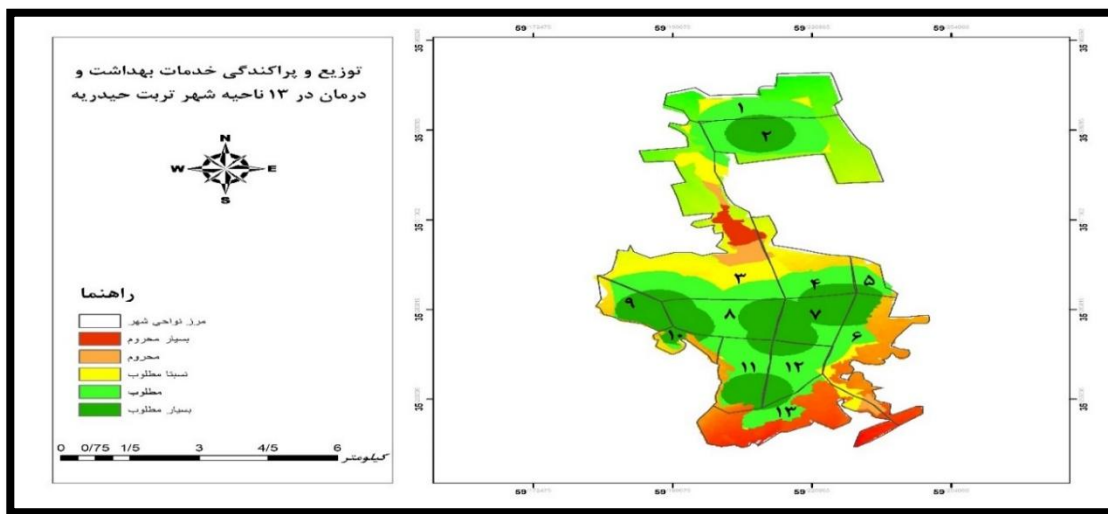 توزیع و پراکندگی خدمات بهداشت و
درمان در ۱۳ ناحیه شهر تربت حیدریه
N
W E
S
راهنما
مرز نواحی شهر
بسیار محروم
محروم
نسبتا مطلوب
مطلوب
بسیار مطلوب
0 0/75 1/5 3 4/5 6
کیلومتر
۱
۲
۳
۴
۵
۹
۸
۷
۱۰
۶
۱۱
۱۲
۱۳